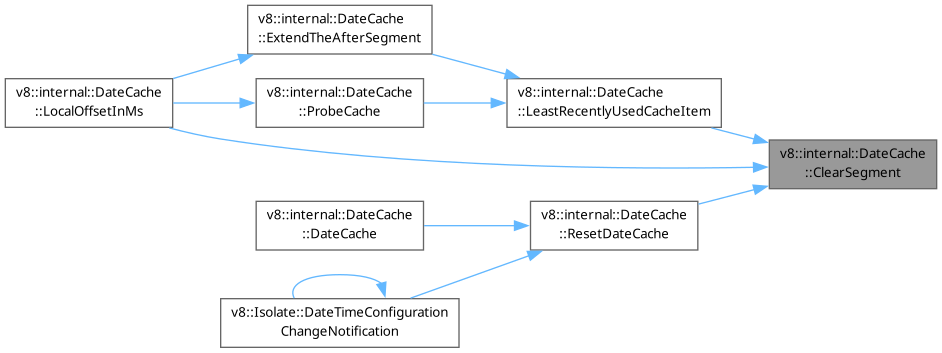 v8::internal::DateCache
::ExtendTheAfterSegment
v8::internal::DateCache
::LocalOffsetInMs
v8::internal::DateCache
::ProbeCache
v8::internal::DateCache
::LeastRecentlyUsedCacheItem
v8::internal::DateCache
::ClearSegment
v8::internal::DateCache
::DateCache
v8::internal::DateCache
::ResetDateCache
v8::Isolate::DateTimeConfiguration
ChangeNotification